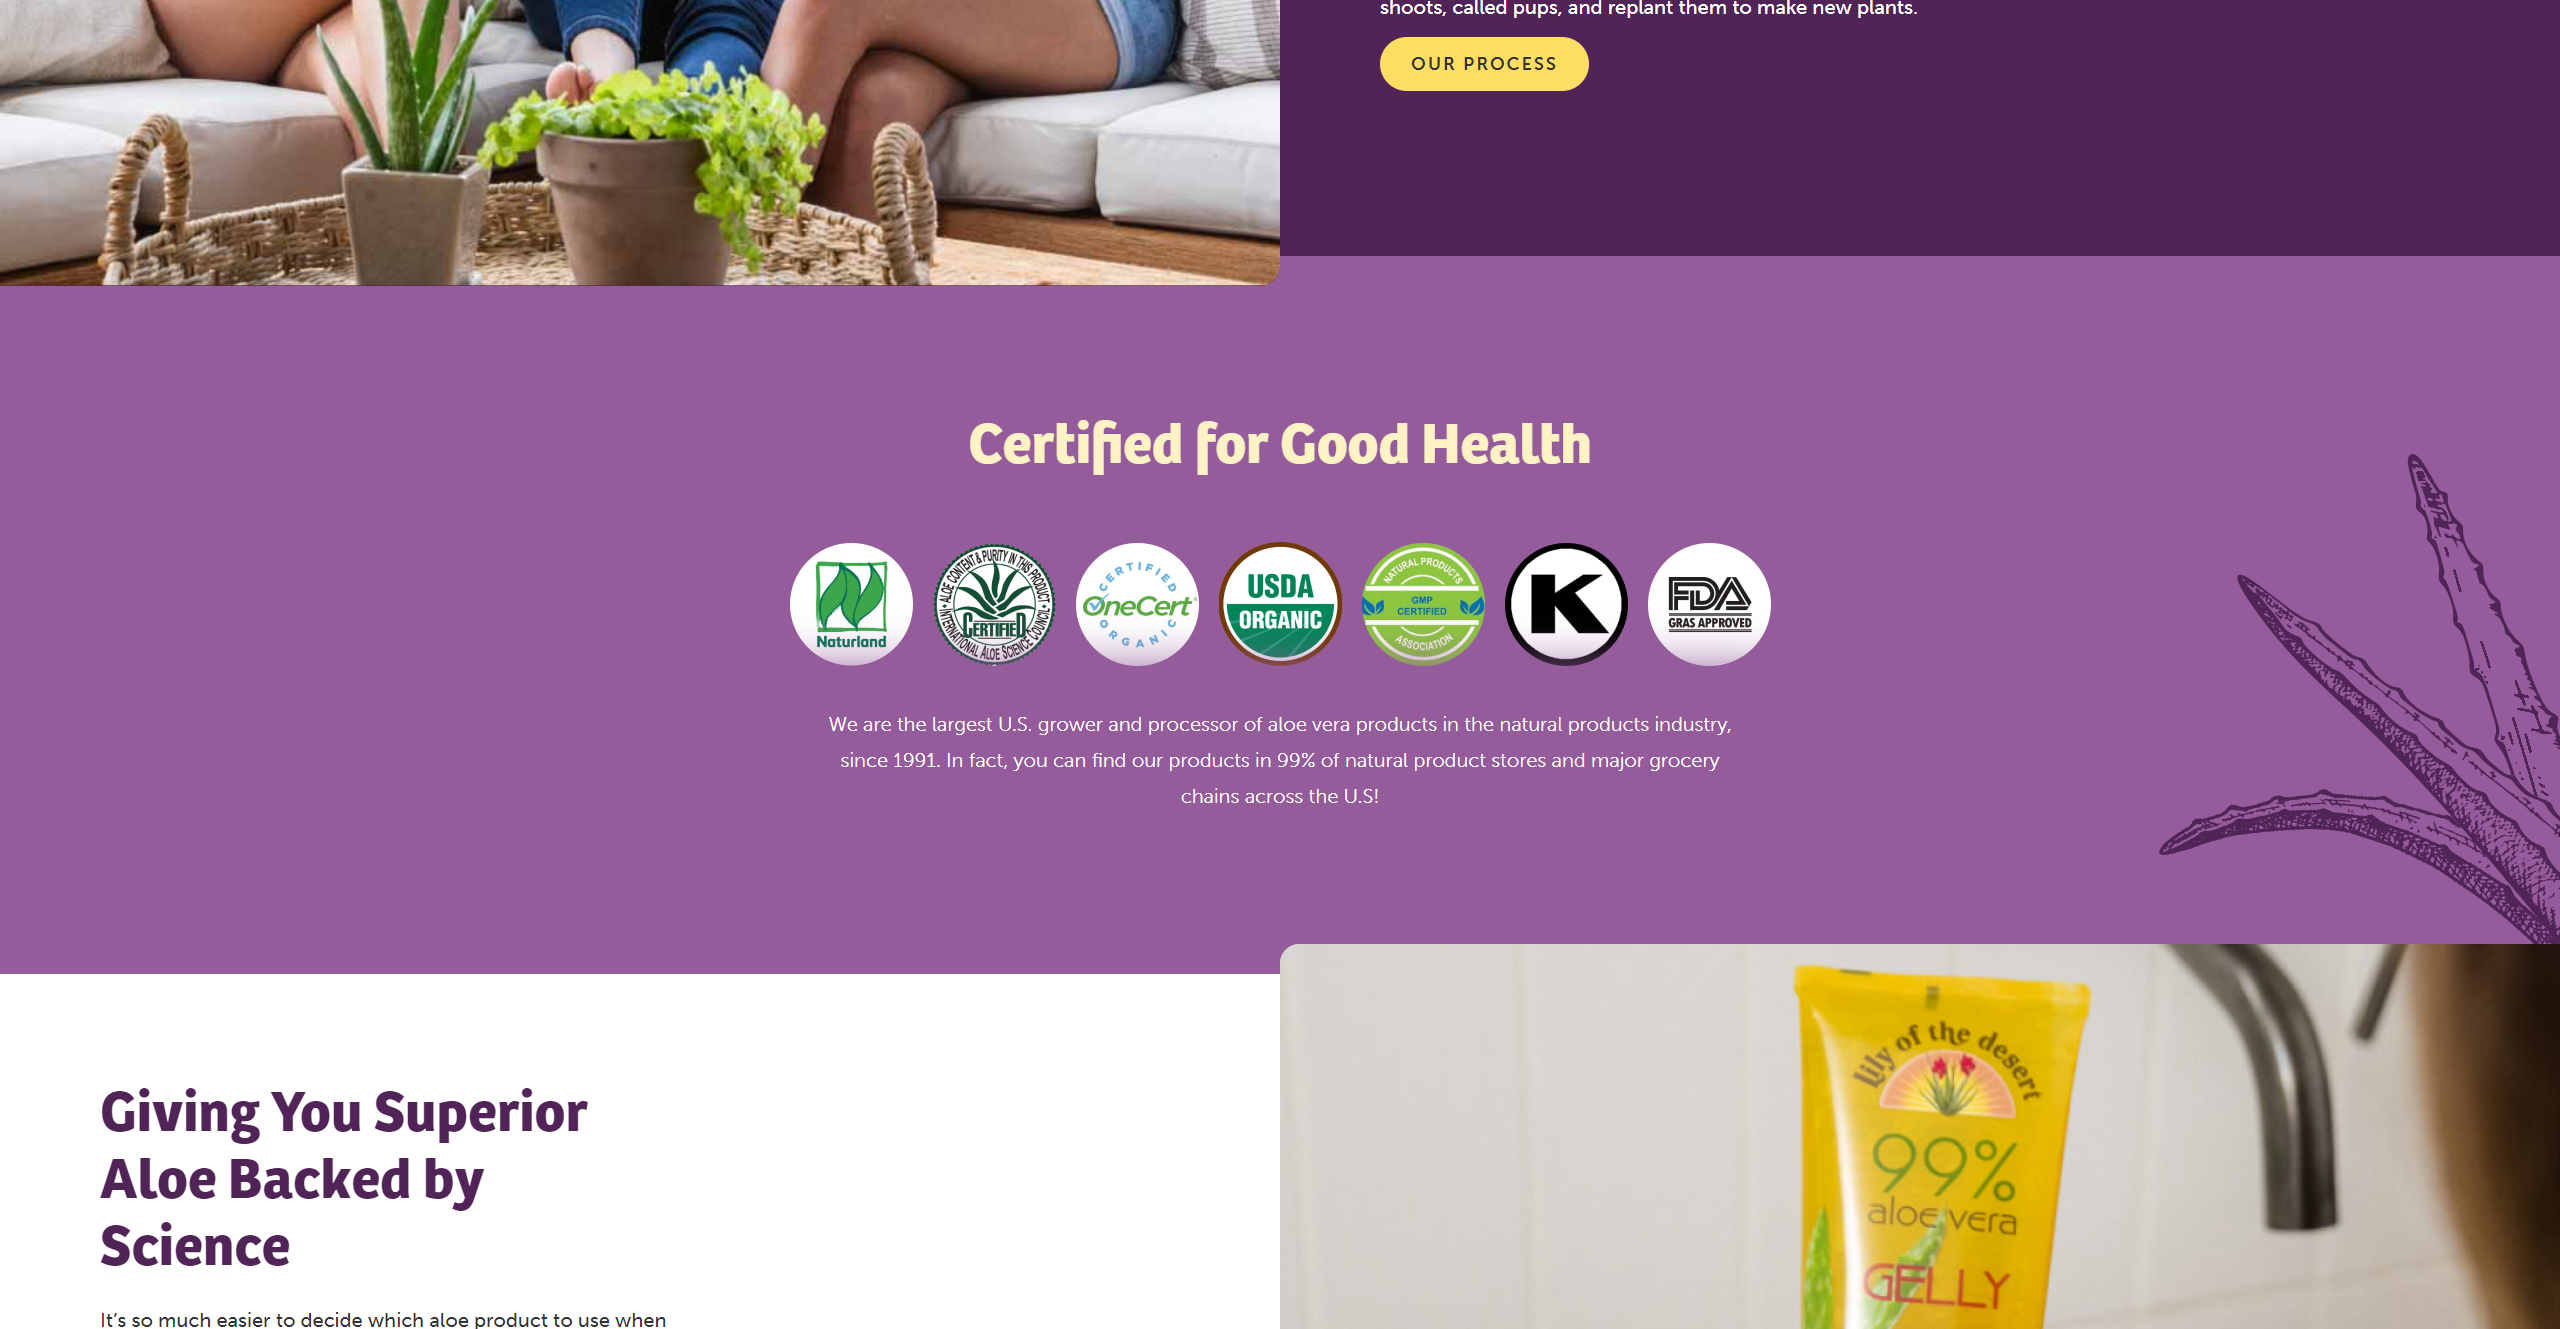 shoots, called pups, and replant them to make new plants.
OUR PROCESS
Certified for Good Health
Naturland
ALOE CONTENT & PURITY IN THIS PRODUCT
CERTIFIED
INTERNATIONAL ALOE SCIENCE COUNCIL
CERTIFIED
OneCert
ORGANIC
USDA
ORGANIC
NATURAL PRODUCTS
GMP
CERTIFIED
ASSOCIATION
K
FDA
GRAS APPROVED
We are the largest U.S. grower and processor of aloe vera products in the natural products industry,
since 1991. In fact, you can find our products in 99% of natural product stores and major grocery
chains across the U.S!
Giving You Superior
Aloe Backed by
Science
It’s so much easier to decide which aloe product to use when
lily of the desert
99%
aloe vera
GELLY